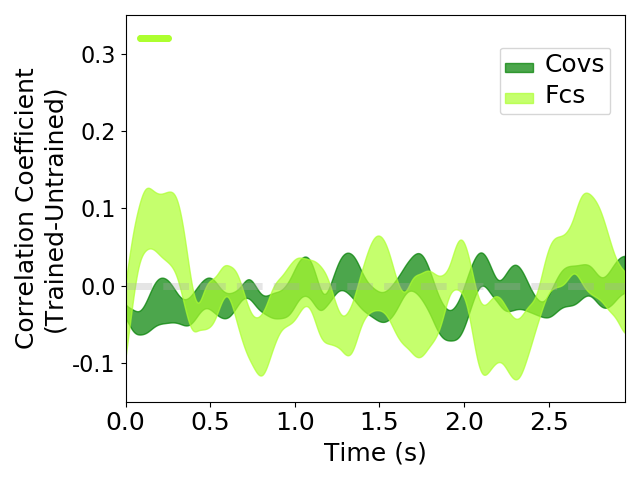 Correlation Coefficient
(Trained-Untrained)
0.3
0.2
0.1
0.0
-0.1
Covs
Fcs
0.0 0.5 1.0 1.5 2.0 2.5
Time (s)